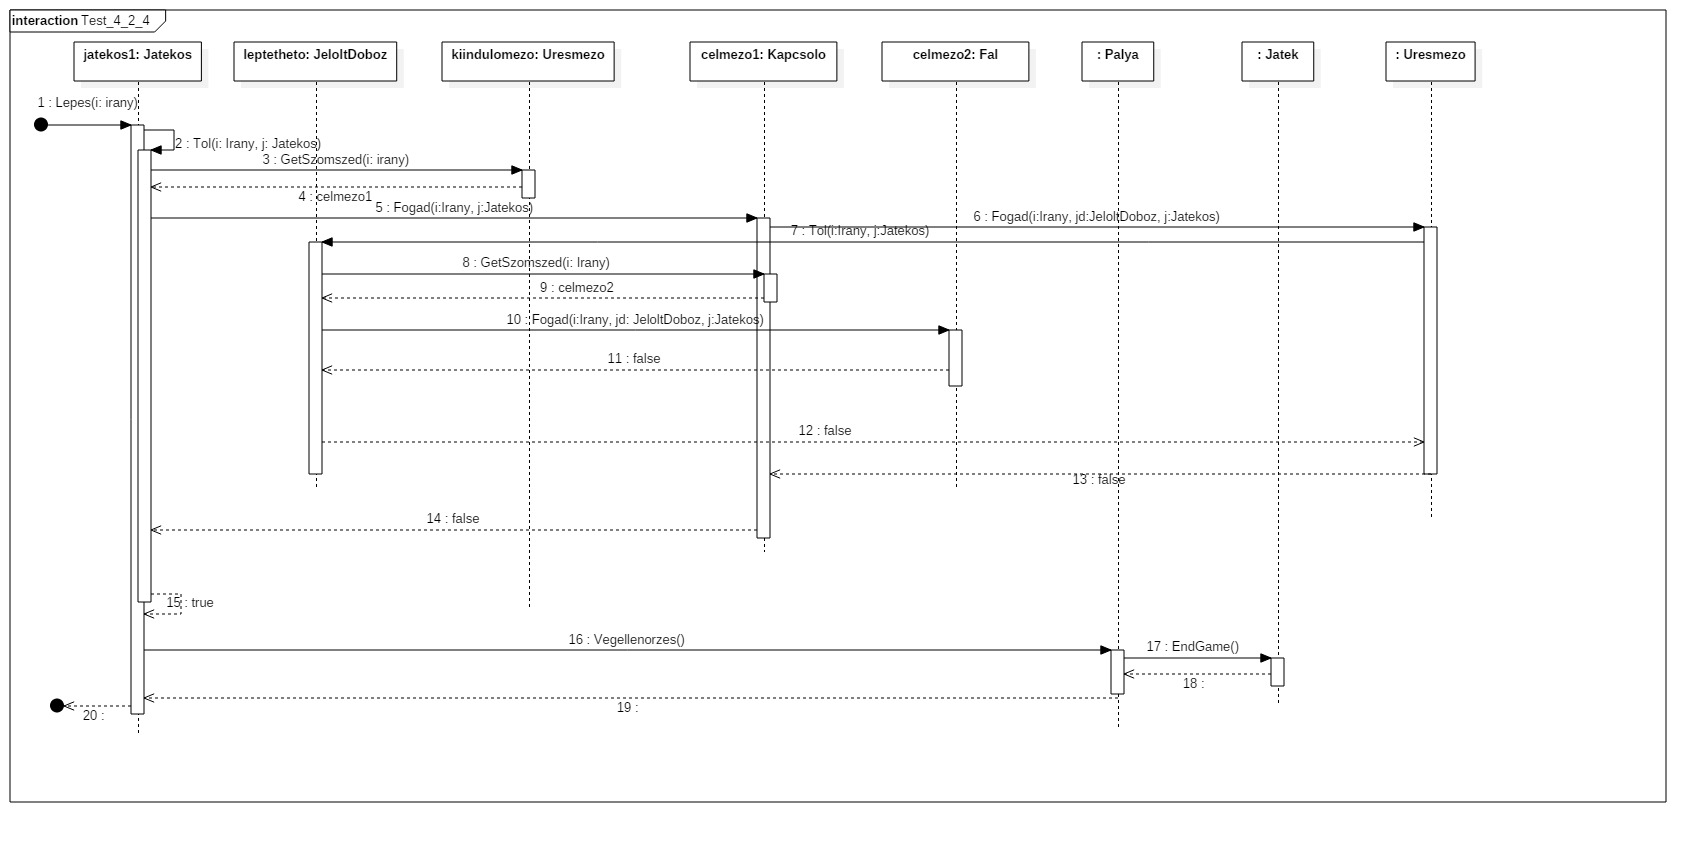 interaction Test_4_2_4
jatekos1: Jatekos
leptetheto: JeloltDoboz
kiindulomezo: Uresmezo
celmezo1: Kapcsolo
celmezo2: Fal
: Palya
: Jatek
: Uresmezo
1 : Lepes(i: irany)
2 : Tol(i: Irany, j: Jatekos)
3 : GetSzomszed(i: irany)
4 : celmezo1
5 : Fogad(i:Irany, j:Jatekos)
6 : Fogad(i:Irany, jd:JeloltDoboz, j:Jatekos)
7 : Tol(i:Irany, j:Jatekos)
8 : GetSzomszed(i: Irany)
9 : celmezo2
10 : Fogad(i:Irany, jd: JeloltDoboz, j:Jatekos)
11 : false
12 : false
13 : false
14 : false
15 : true
16 : Vegellenorzes()
17 : EndGame()
18 :
19 :
20 :